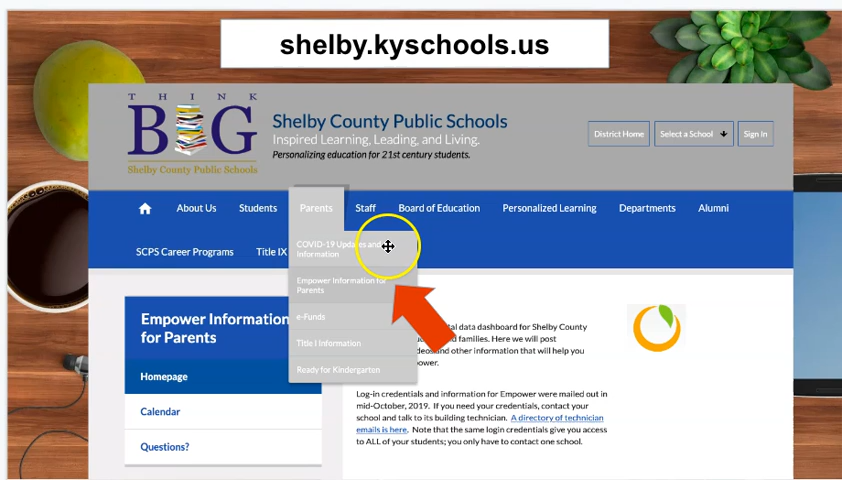 shelby.kyschools.us
T H I N K
BIG
Shelby County Public Schools
Shelby County Public Schools
Inspired Learning, Leading, and Living.
Personalizing education for 21st century students.
District Home
Select a School
Sign In
About Us
Students
Parents
Staff
Board of Education
Personalized Learning
Departments
Alumni
SCPS Career Programs
Title IX
COVID-19 Updates and
Information
Empower Information for
Parents
e-Funds
Title I Information
Ready for Kindergarten
Empower Information
for Parents
Homepage
Calendar
Questions?
data dashboard for Shelby County
families. Here we will post
and other information that will help you
Log-in credentials and information for Empower were mailed out in
mid-October, 2019. If you need your credentials, contact your
school and talk to its building technician. A directory of technician
emails is here. Note that the same login credentials give you access
to ALL of your students; you only have to contact one school.